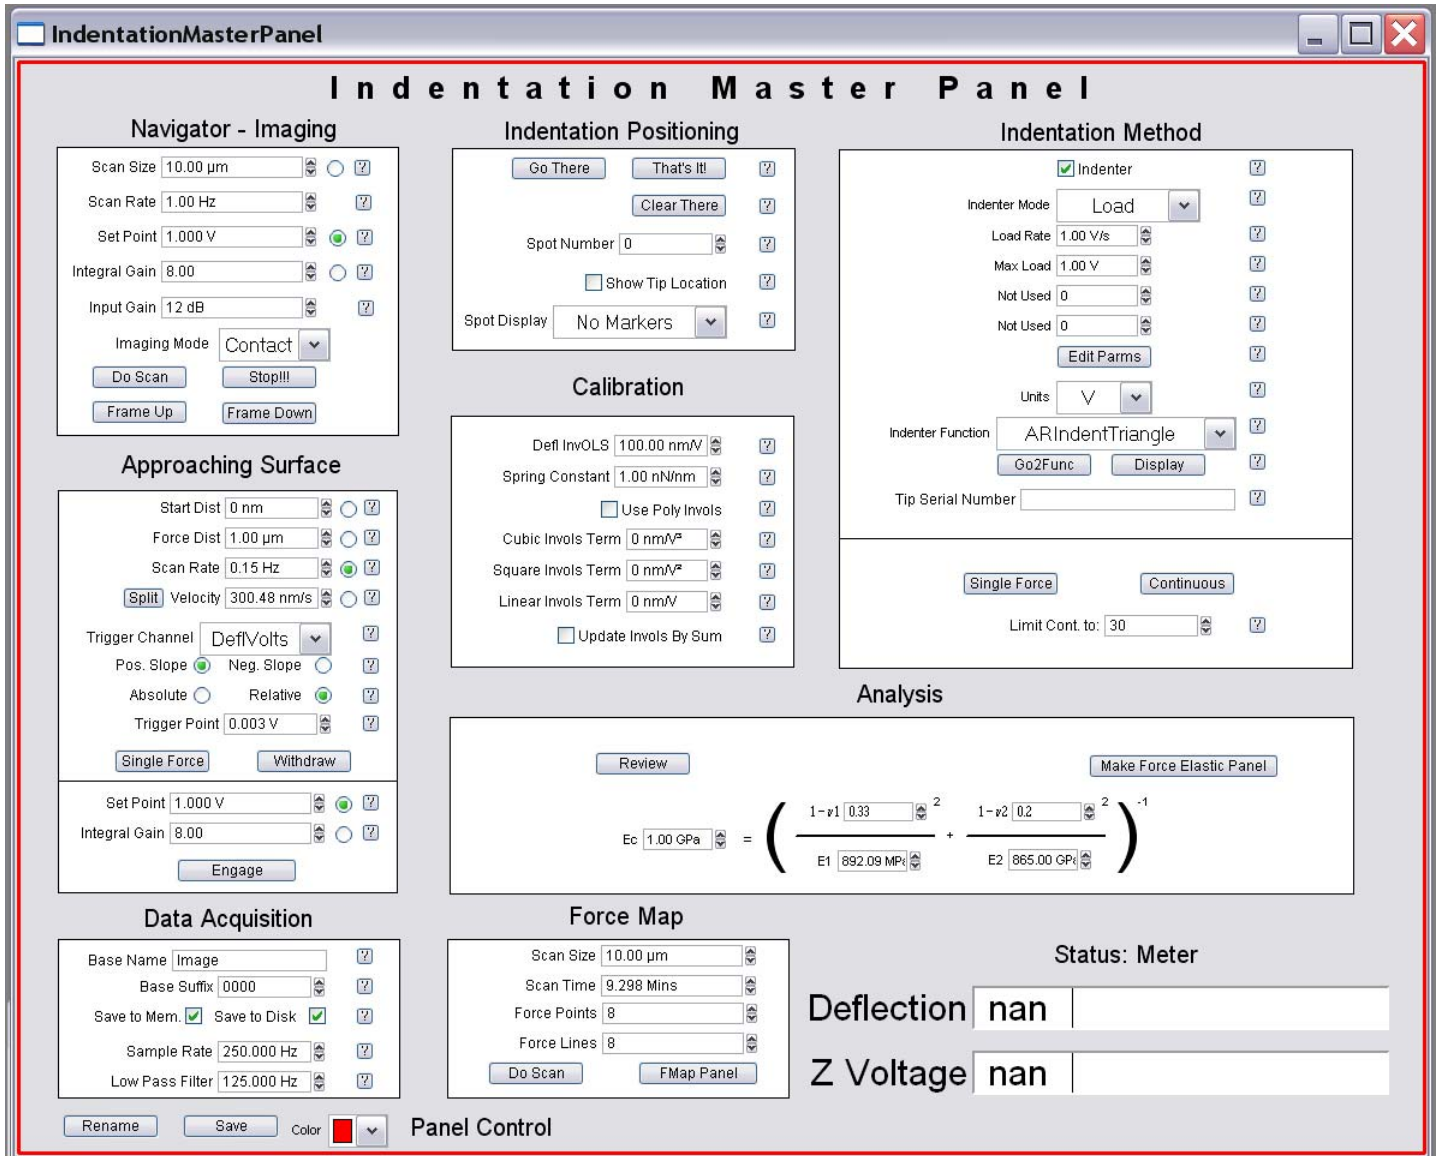 IndentationMasterPanel
Indentation Master Panel
Navigator - Imaging
Scan Size 10.00 µm ?
Scan Rate 1.00 Hz ?
Set Point 1.000 V ?
Integral Gain 8.00 ?
Input Gain 12 dB ?
Imaging Mode Contact
Do Scan Stop!!!
Frame Up Frame Down
Approaching Surface
Start Dist 0 nm ?
Force Dist 1.00 µm ?
Scan Rate 0.15 Hz ?
Split Velocity 300.48 nm/s ?
Trigger Channel DeflVolts ?
Pos. Slope Neg. Slope ?
Absolute Relative ?
Trigger Point 0.003 V ?
Single Force Withdraw
Set Point 1.000 V ?
Integral Gain 8.00 ?
Engage
Data Acquisition
Base Name Image ?
Base Suffix 0000 ?
Save to Mem. Save to Disk ?
Sample Rate 250.000 Hz ?
Low Pass Filter 125.000 Hz ?
Indentation Positioning
Go There That's It! ?
Clear There ?
Spot Number 0 ?
Show Tip Location ?
Spot Display No Markers ?
Calibration
Defl InvOLS 100.00 nm/V ?
Spring Constant 1.00 nN/nm ?
Use Poly Invols ?
Cubic Invols Term 0 nm/V³ ?
Square Invols Term 0 nm/V² ?
Linear Invols Term 0 nm/V ?
Update Invols By Sum ?
Indentation Method
Indenter ?
Indenter Mode Load ?
Load Rate 1.00 V/s ?
Max Load 1.00 V ?
Not Used 0 ?
Not Used 0 ?
Edit Parms ?
Units V ?
Indenter Function ARIndentTriangle ?
Go2Func Display ?
Tip Serial Number ?
Single Force Continuous
Limit Cont. to: 30 ?
Analysis
Review Make Force Elastic Panel
1-ν1 0.33 2 1-ν2 0.2 2 -1
Ec 1.00 GPa = ( + )
E1 892.09 MPa E2 865.00 GPa
Force Map
Scan Size 10.00 µm
Scan Time 9.298 Mins
Force Points 8
Force Lines 8
Do Scan FMap Panel
Status: Meter
Deflection nan
Z Voltage nan
Rename Save Color Panel Control